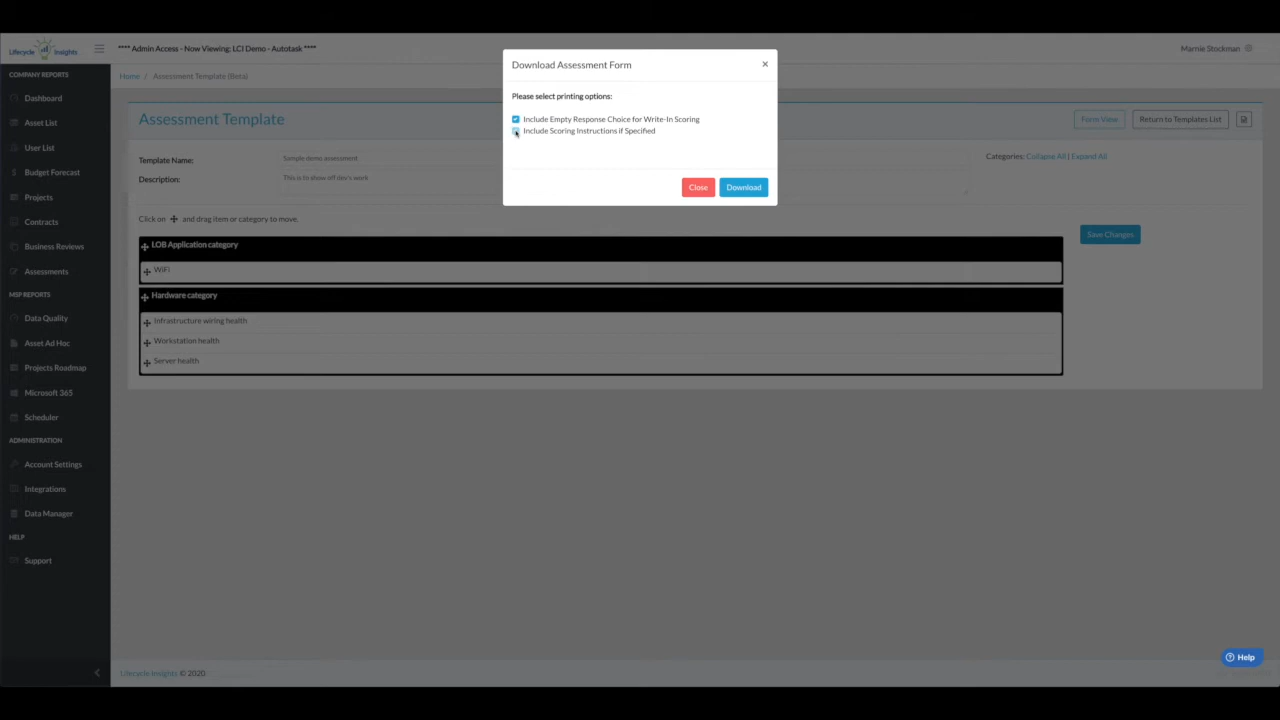 Lifecycle Insights
**** Admin Access - Now Viewing: LCI Demo - Autotask ****
Marnie Stockman
COMPANY REPORTS
Dashboard
Asset List
User List
Budget Forecast
Projects
Contracts
Business Reviews
Assessments
MSP REPORTS
Data Quality
Asset Ad Hoc
Projects Roadmap
Microsoft 365
Scheduler
ADMINISTRATION
Account Settings
Integrations
Data Manager
HELP
Support
Home / Assessment Template (Beta)
Assessment Template
Form View
Return to Templates List
Template Name:
Sample demo assessment
Description:
This is to show off dev's work
Categories: Collapse All | Expand All
Click on and drag item or category to move.
Save Changes
LOB Application category
WiFi
Hardware category
Infrastructure wiring health
Workstation health
Server health
Download Assessment Form
×
Please select printing options:
Include Empty Response Choice for Write-In Scoring
Include Scoring Instructions if Specified
Close
Download
Lifecycle Insights © 2020
Help